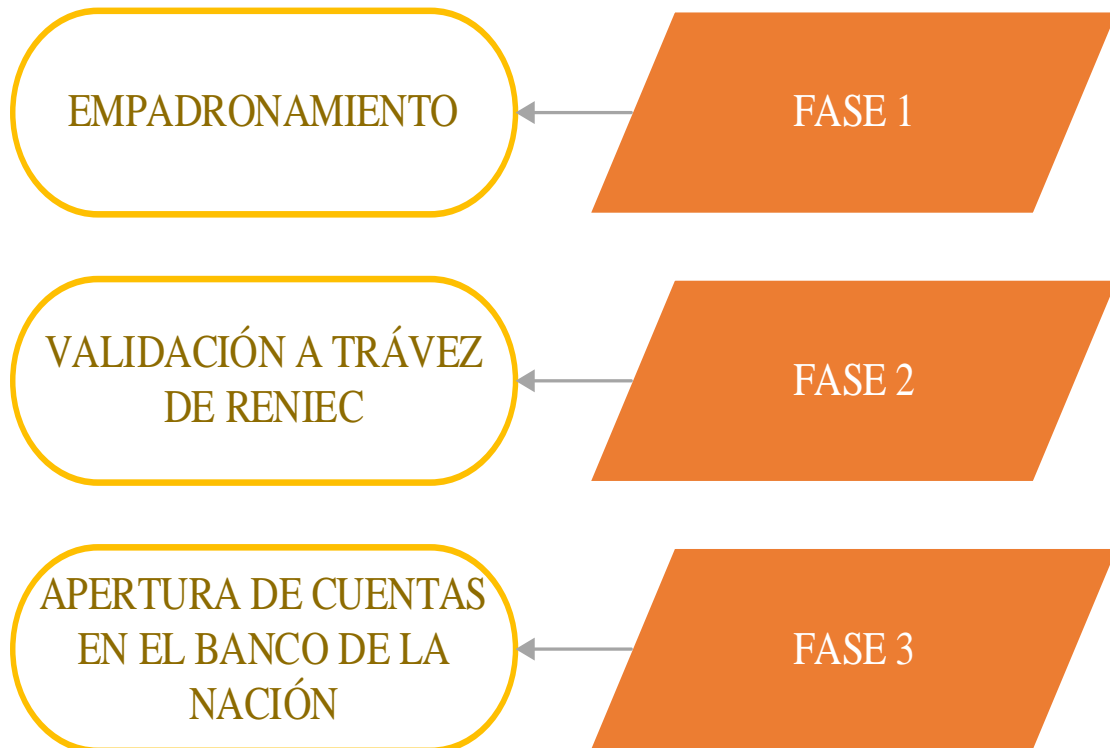 EMPADRONAMIENTO
FASE 1
VALIDACIÓN A TRÁVEZ
DE RENIEC
FASE 2
APERTURA DE CUENTAS
EN EL BANCO DE LA
NACIÓN
FASE 3